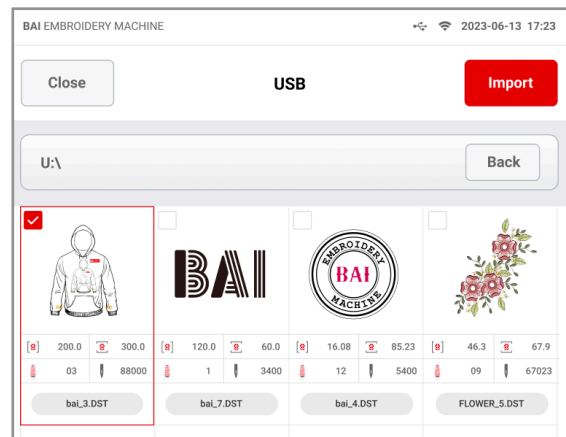 BAI EMBROIDERY MACHINE 2023-06-13 17:23
Close USB Import
U:\ Back
BAI
EMBROIDERY
BAI
MACHINE
200.0 300.0 120.0 60.0 16.08 85.23 46.3 67.9
03 88000 1 3400 12 5400 09 67023
bai_3.DST bai_7.DST bai_4.DST FLOWER_5.DST